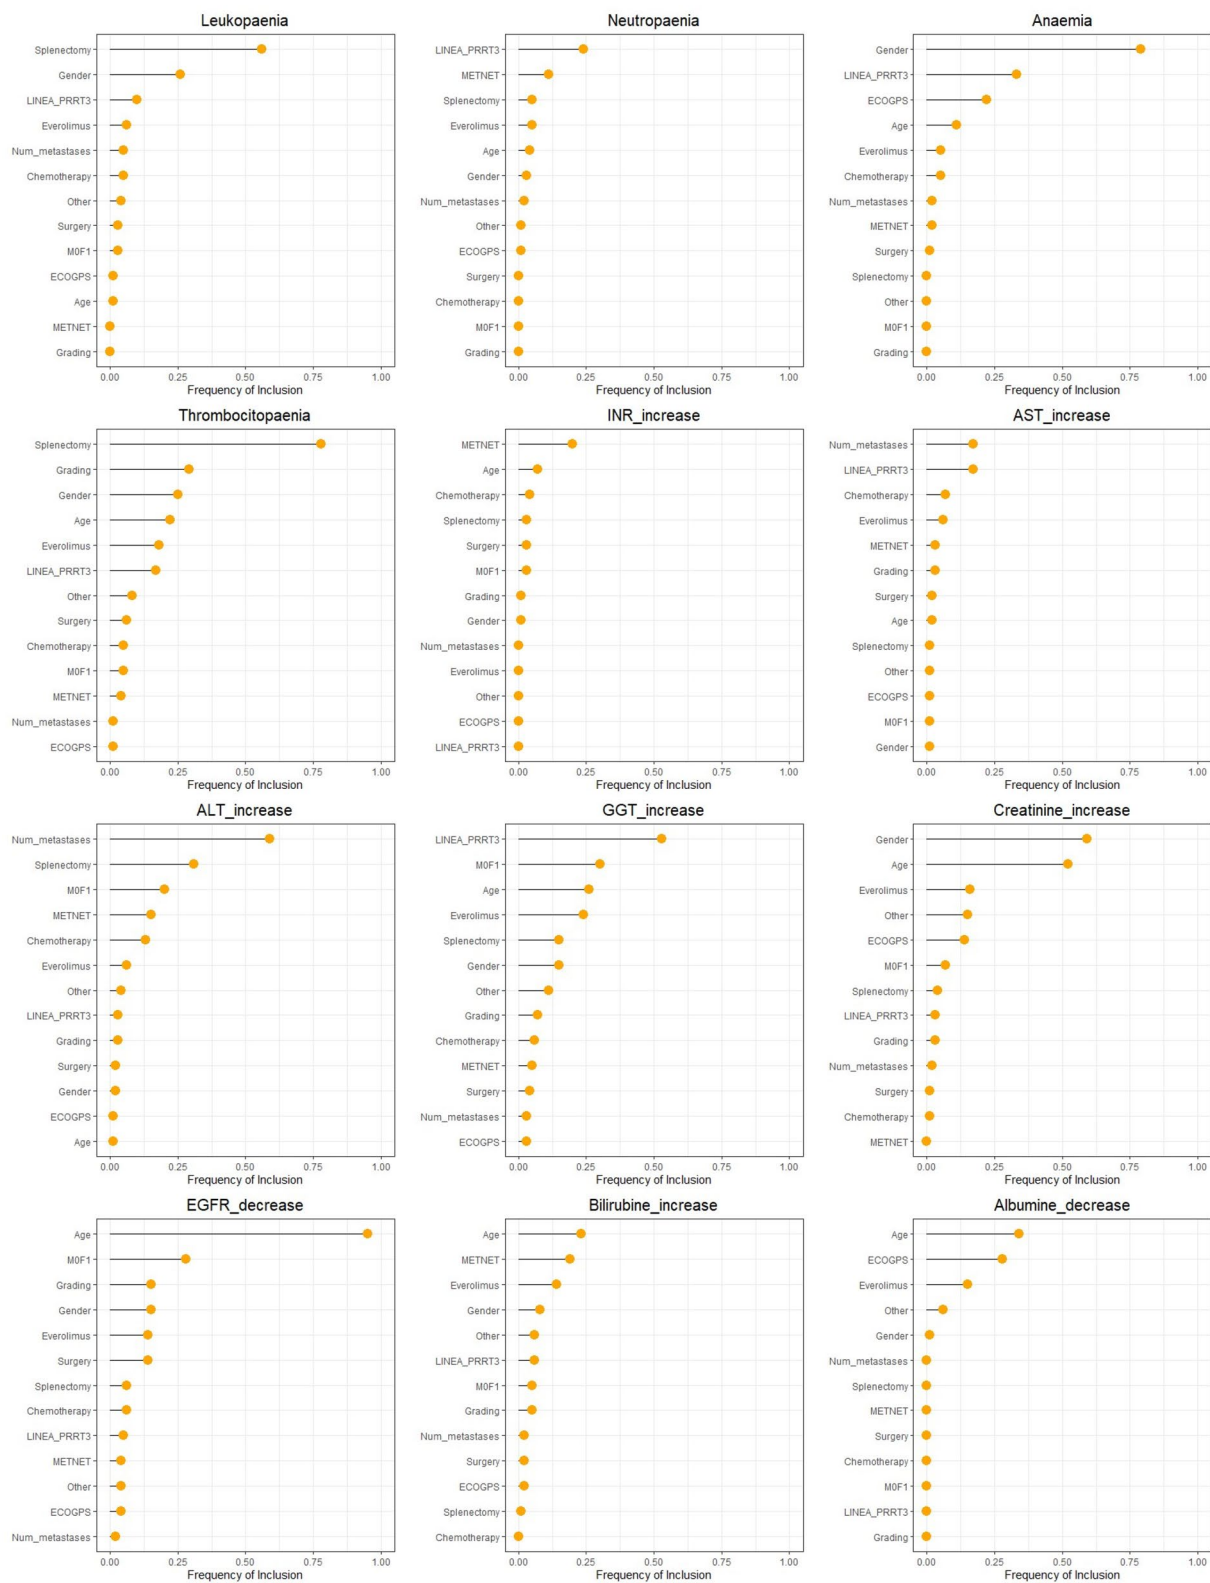 Leukopaenia
Splenectomy
Gender
LINEA_PRRT3
Everolimus
Num_metastases
Chemotherapy
Other
Surgery
M0F1
ECOGPS
Age
METNET
Grading
0.00 0.25 0.50 0.75 1.00
Frequency of Inclusion
Neutropaenia
LINEA_PRRT3
METNET
Splenectomy
Everolimus
Age
Gender
Num_metastases
Other
ECOGPS
Surgery
Chemotherapy
M0F1
Grading
0.00 0.25 0.50 0.75 1.00
Frequency of Inclusion
Anaemia
Gender
LINEA_PRRT3
ECOGPS
Age
Everolimus
Chemotherapy
Num_metastases
METNET
Surgery
Splenectomy
Other
M0F1
Grading
0.00 0.25 0.50 0.75 1.00
Frequency of Inclusion
Thrombocitopaenia
Splenectomy
Grading
Gender
Age
Everolimus
LINEA_PRRT3
Other
Surgery
Chemotherapy
M0F1
METNET
Num_metastases
ECOGPS
0.00 0.25 0.50 0.75 1.00
Frequency of Inclusion
INR_increase
METNET
Age
Chemotherapy
Splenectomy
Surgery
M0F1
Grading
Gender
Num_metastases
Everolimus
Other
ECOGPS
LINEA_PRRT3
0.00 0.25 0.50 0.75 1.00
Frequency of Inclusion
AST_increase
Num_metastases
LINEA_PRRT3
Chemotherapy
Everolimus
METNET
Grading
Surgery
Age
Splenectomy
Other
ECOGPS
M0F1
Gender
0.00 0.25 0.50 0.75 1.00
Frequency of Inclusion
ALT_increase
Num_metastases
Splenectomy
M0F1
METNET
Chemotherapy
Everolimus
Other
LINEA_PRRT3
Grading
Surgery
Gender
ECOGPS
Age
0.00 0.25 0.50 0.75 1.00
Frequency of Inclusion
GGT_increase
LINEA_PRRT3
M0F1
Age
Everolimus
Splenectomy
Gender
Other
Grading
Chemotherapy
METNET
Surgery
Num_metastases
ECOGPS
0.00 0.25 0.50 0.75 1.00
Frequency of Inclusion
Creatinine_increase
Gender
Age
Everolimus
Other
ECOGPS
M0F1
Splenectomy
LINEA_PRRT3
Grading
Num_metastases
Surgery
Chemotherapy
METNET
0.00 0.25 0.50 0.75 1.00
Frequency of Inclusion
EGFR_decrease
Age
M0F1
Grading
Gender
Everolimus
Surgery
Splenectomy
Chemotherapy
LINEA_PRRT3
METNET
Other
ECOGPS
Num_metastases
0.00 0.25 0.50 0.75 1.00
Frequency of Inclusion
Bilirubine_increase
Age
METNET
Everolimus
Gender
Other
LINEA_PRRT3
M0F1
Grading
Num_metastases
Surgery
ECOGPS
Splenectomy
Chemotherapy
0.00 0.25 0.50 0.75 1.00
Frequency of Inclusion
Albumine_decrease
Age
ECOGPS
Everolimus
Other
Gender
Num_metastases
Splenectomy
METNET
Surgery
Chemotherapy
M0F1
LINEA_PRRT3
Grading
0.00 0.25 0.50 0.75 1.00
Frequency of Inclusion